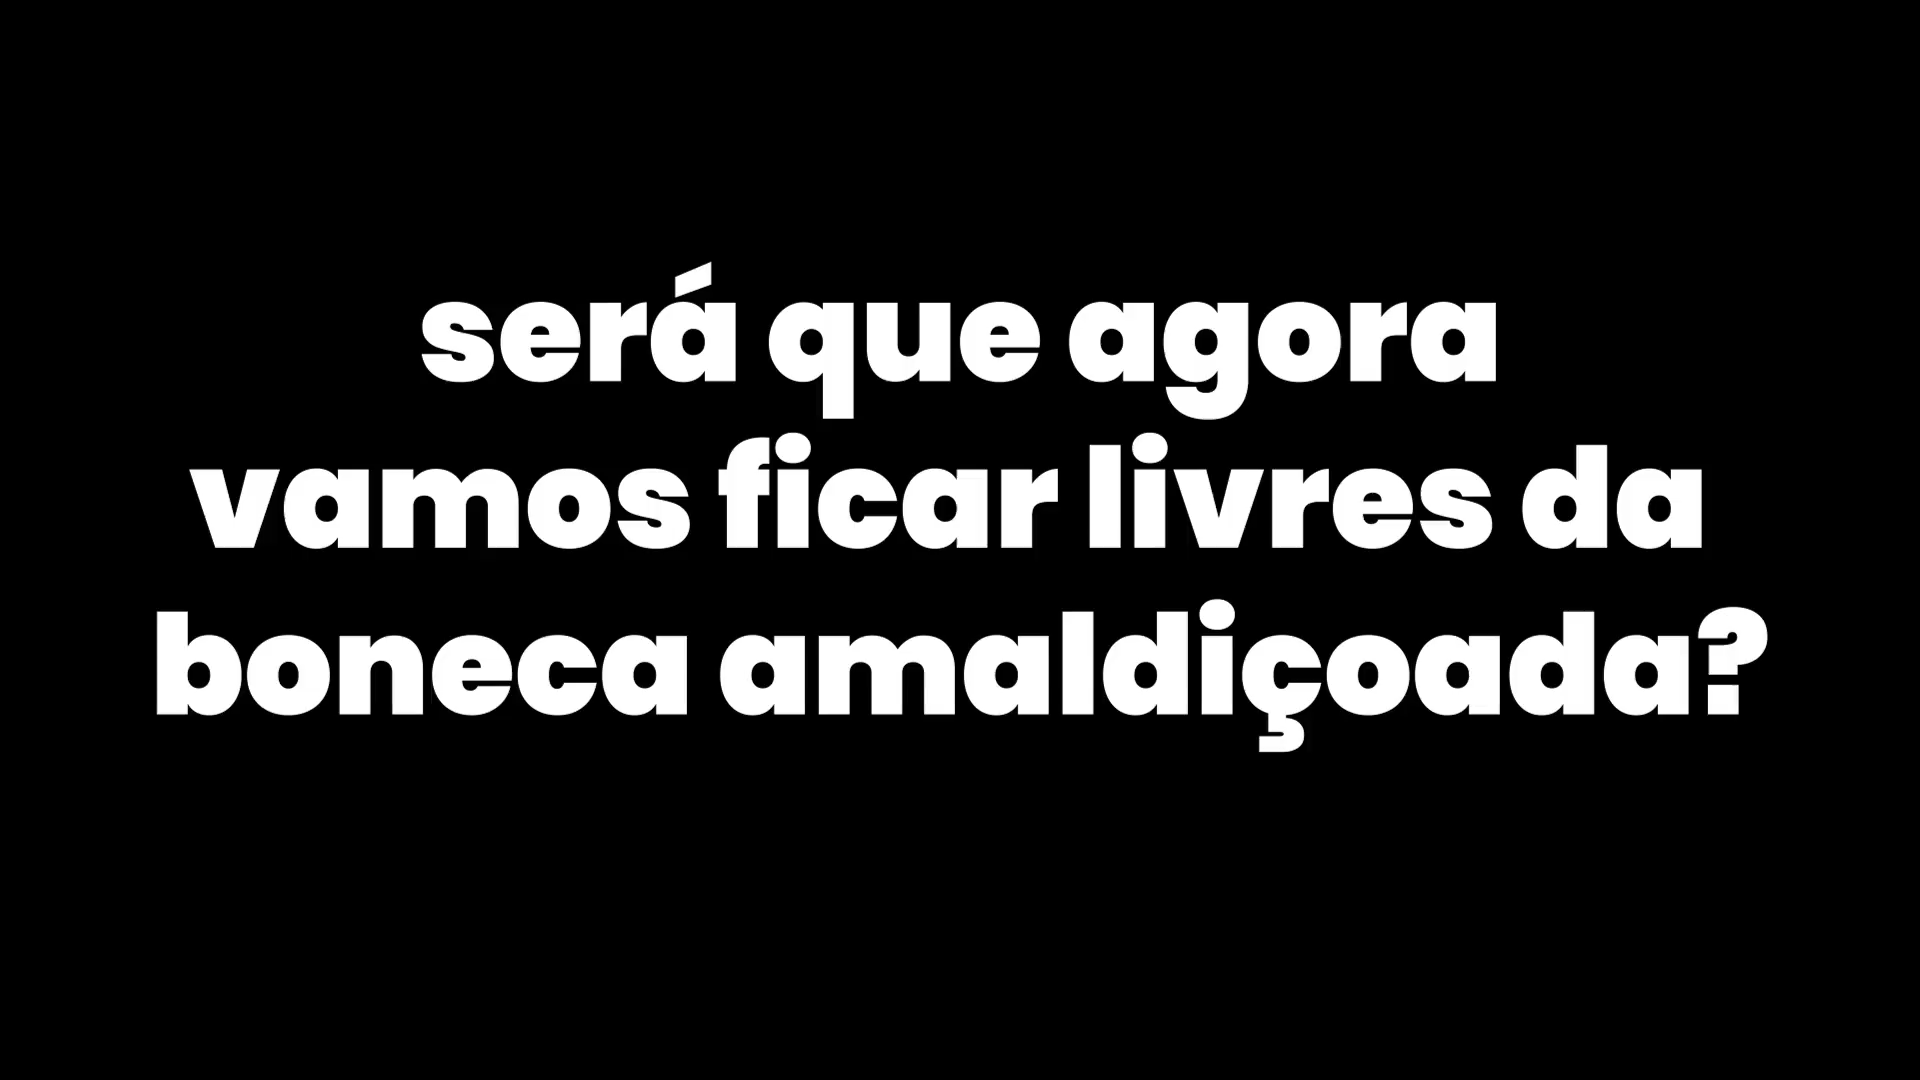 será que agora
vamos ficar livres da
boneca amaldiçoada?